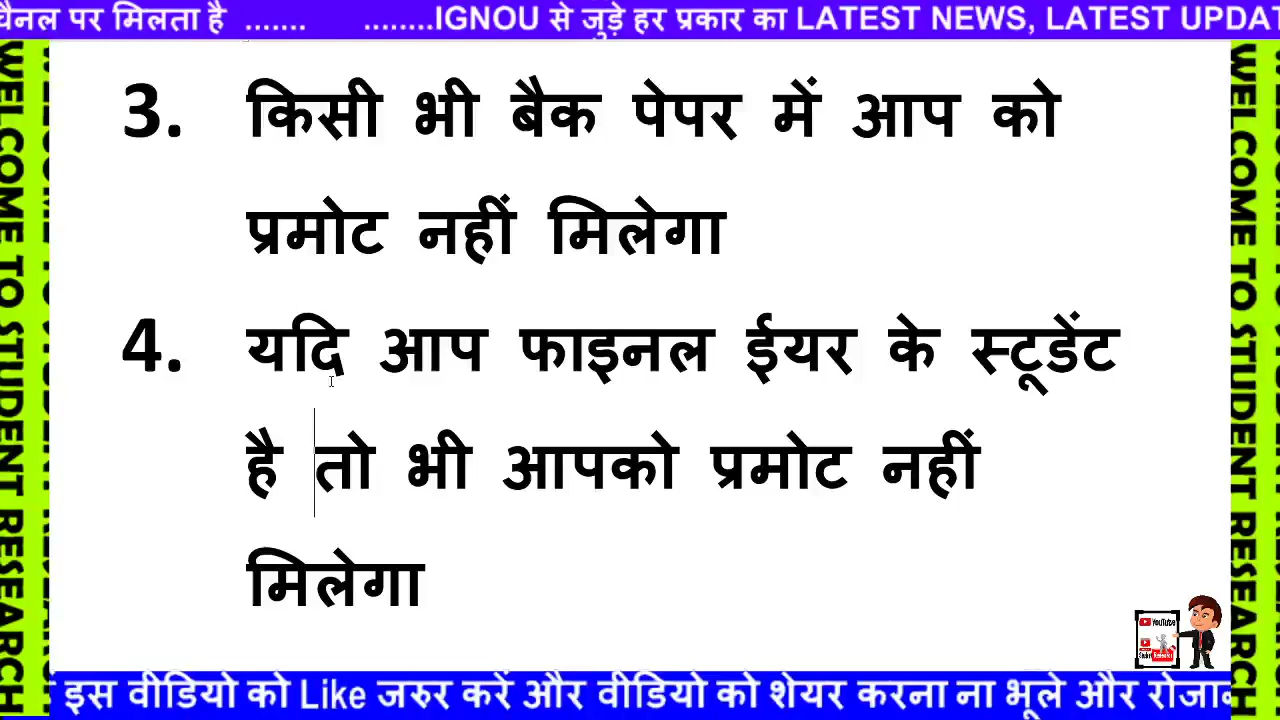 चैनल पर मिलता है ....... ........IGNOU से जुड़े हर प्रकार का LATEST NEWS, LATEST UPDAT
3. किसी भी बैक पेपर में आप को
प्रमोट नहीं मिलेगा
4. यदि आप फाइनल ईयर के स्टूडेंट
है तो भी आपको प्रमोट नहीं
मिलेगा
इस वीडियो को Like जरुर करें और वीडियो को शेयर करना ना भूले और रोजान
WELCOME TO STUDENT RESEARCH
WELCOME TO STUDENT RESEARCH
YouTube